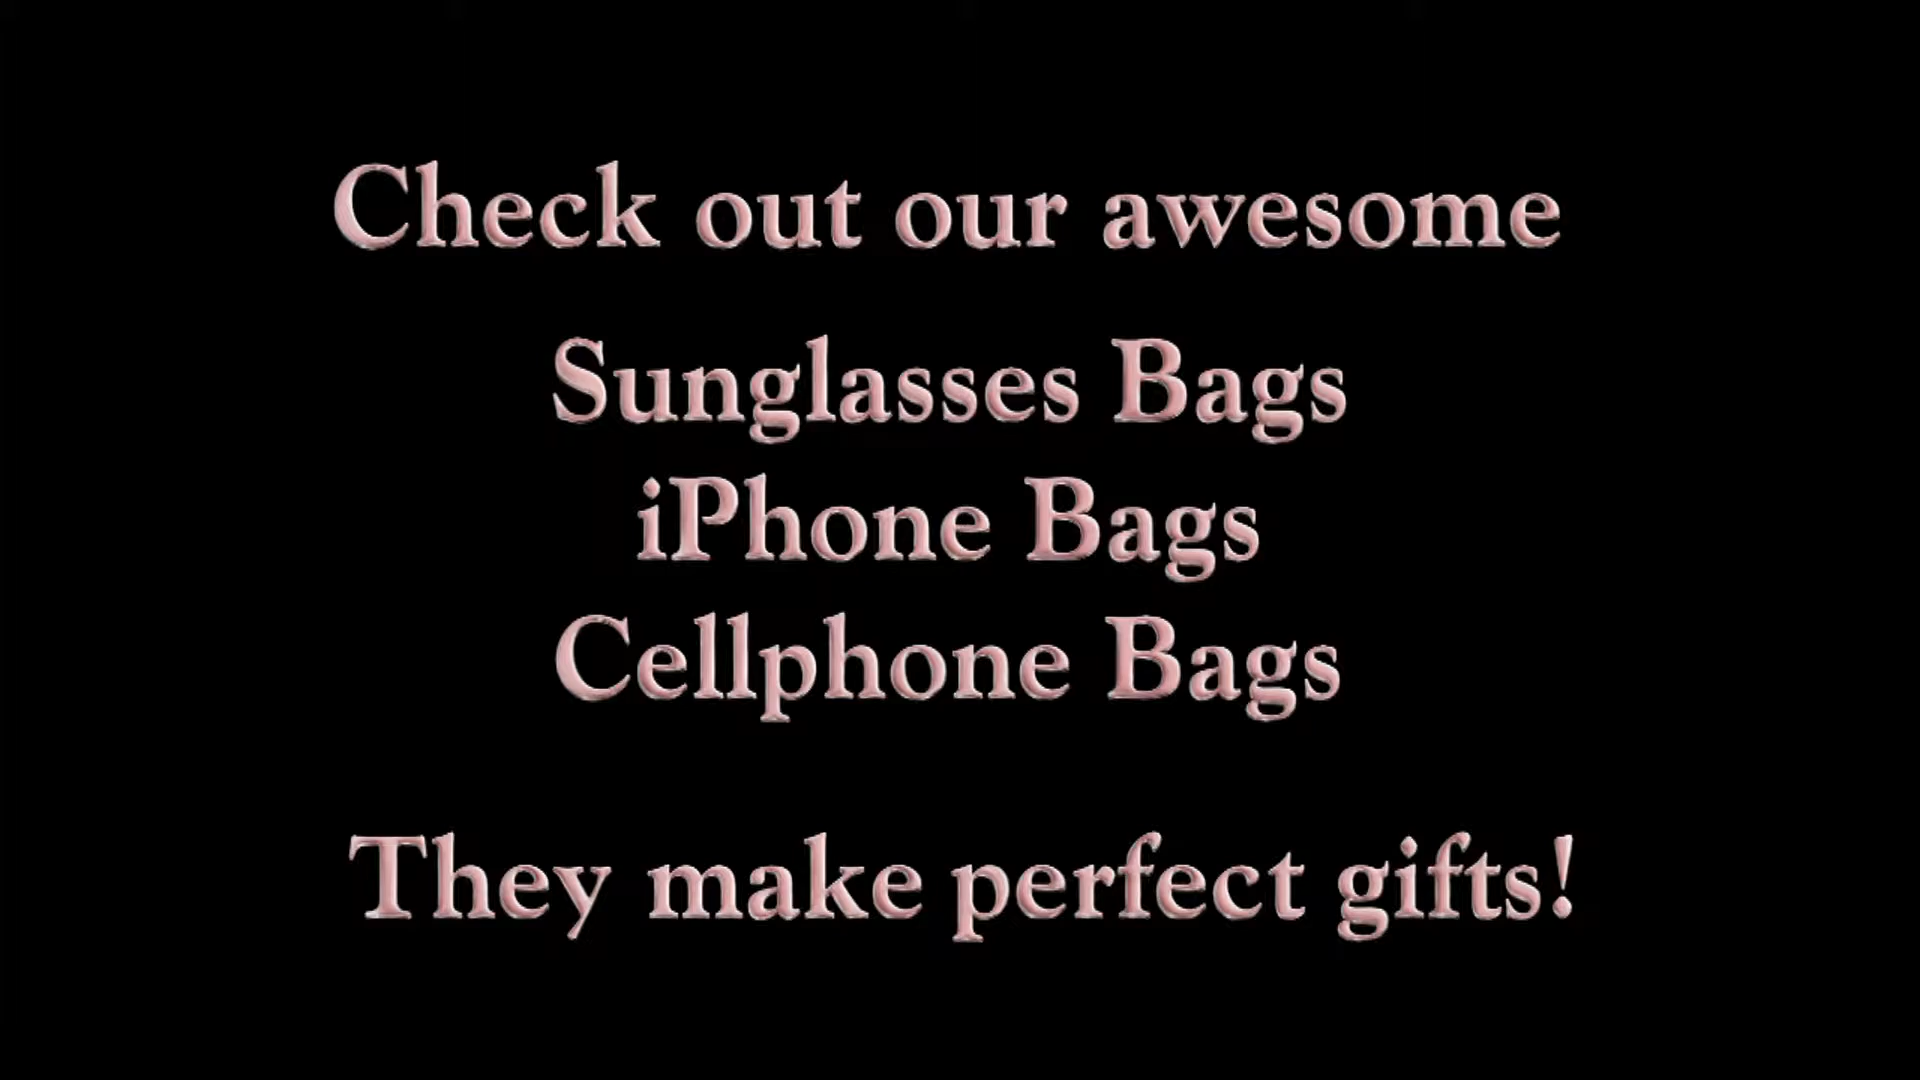 Check out our awesome
Sunglasses Bags
iPhone Bags
Cellphone Bags
They make perfect gifts!